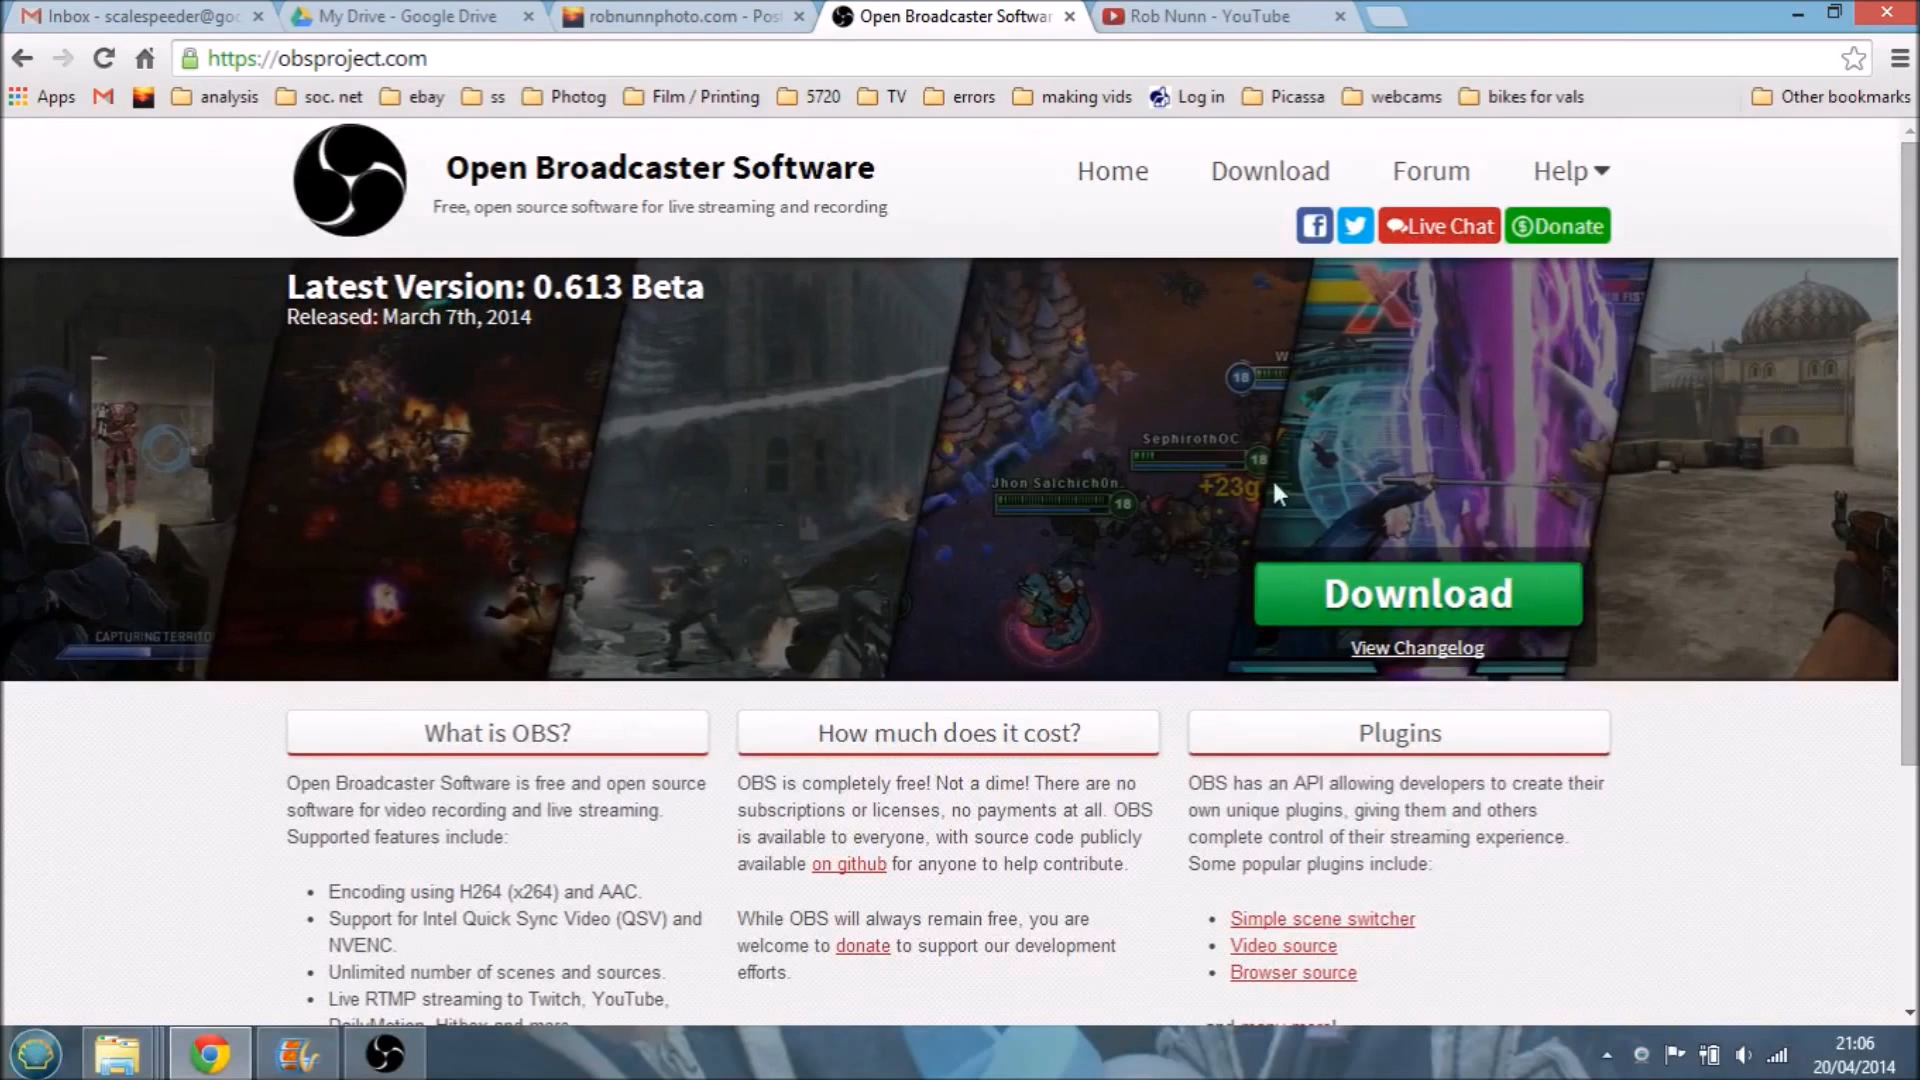 Inbox - scalespeeder@goo
My Drive - Google Drive
robnunnphoto.com - Pos
Open Broadcaster Softwar
Rob Nunn - YouTube
https://obsproject.com
Apps
analysis
soc. net
ebay
ss
Photog
Film / Printing
5720
TV
errors
making vids
Log in
Picassa
webcams
bikes for vals
Other bookmarks
Open Broadcaster Software
Free, open source software for live streaming and recording
Home
Download
Forum
Help
Live Chat
Donate
Latest Version: 0.613 Beta
Released: March 7th, 2014
SephirothOC
18
18
Jhon Salchich0n.
18
+23g
CAPTURING TERRITO
Download
View Changelog
What is OBS?
Open Broadcaster Software is free and open source
software for video recording and live streaming.
Supported features include:
• Encoding using H264 (x264) and AAC.
• Support for Intel Quick Sync Video (QSV) and
NVENC.
• Unlimited number of scenes and sources.
• Live RTMP streaming to Twitch, YouTube,
DailyMotion, Hitbox and more.
How much does it cost?
OBS is completely free! Not a dime! There are no
subscriptions or licenses, no payments at all. OBS
is available to everyone, with source code publicly
available on github for anyone to help contribute.
While OBS will always remain free, you are
welcome to donate to support our development
efforts.
Plugins
OBS has an API allowing developers to create their
own unique plugins, giving them and others
complete control of their streaming experience.
Some popular plugins include:
• Simple scene switcher
• Video source
• Browser source
and many more!
21:06
20/04/2014